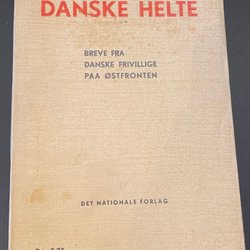 DANSKE HELTE
BREVE FRA
DANSKE FRIVILLIGE
PAA ØSTFRONTEN
DET NATIONALE FORLAG